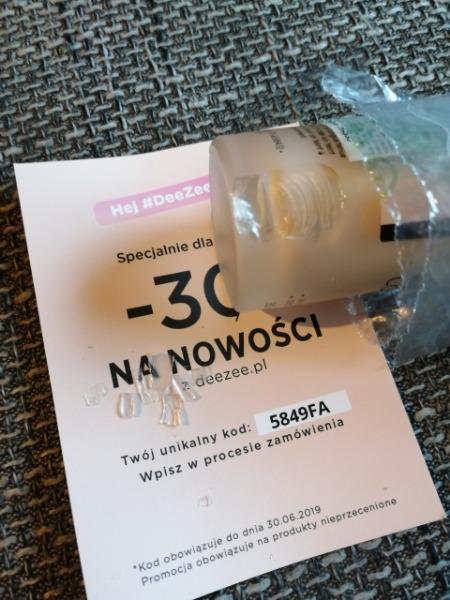 Hej #DeeZee
Specjalnie dla
-30
NA NOWOŚCI
z deezee.pl
Twój unikalny kod: 5849FA
Wpisz w procesie zamówienia
*Kod obowiązuje do dnia 30.06.2019
Promocja obowiązuje na produkty nieprzecenione